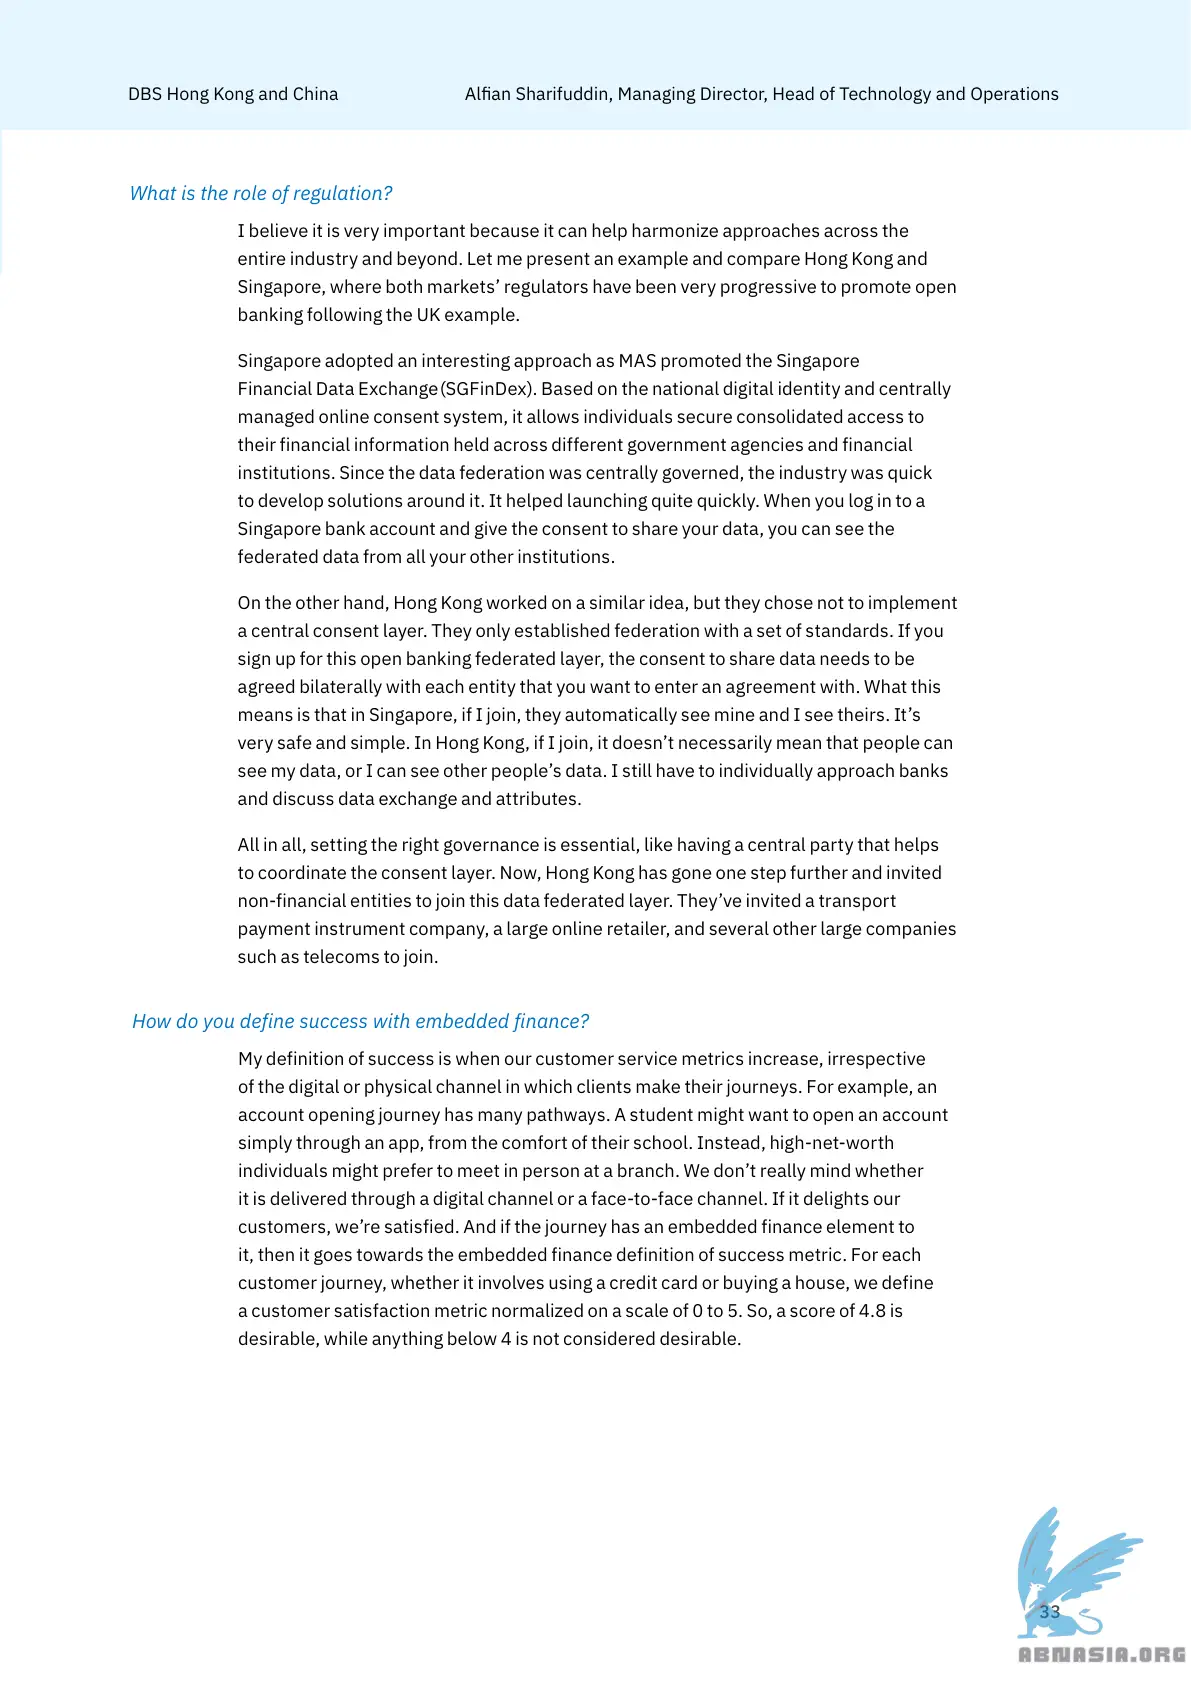 DBS Hong Kong and China
Alfian Sharifuddin, Managing Director, Head of Technology and Operations
What is the role of regulation?
I believe it is very important because it can help harmonize approaches across the
entire industry and beyond. Let me present an example and compare Hong Kong and
Singapore, where both markets’ regulators have been very progressive to promote open
banking following the UK example.
Singapore adopted an interesting approach as MAS promoted the Singapore
Financial Data Exchange (SGFinDex). Based on the national digital identity and centrally
managed online consent system, it allows individuals secure consolidated access to
their financial information held across different government agencies and financial
institutions. Since the data federation was centrally governed, the industry was quick
to develop solutions around it. It helped launching quite quickly. When you log in to a
Singapore bank account and give the consent to share your data, you can see the
federated data from all your other institutions.
On the other hand, Hong Kong worked on a similar idea, but they chose not to implement
a central consent layer. They only established federation with a set of standards. If you
sign up for this open banking federated layer, the consent to share data needs to be
agreed bilaterally with each entity that you want to enter an agreement with. What this
means is that in Singapore, if I join, they automatically see mine and I see theirs. It’s
very safe and simple. In Hong Kong, if I join, it doesn’t necessarily mean that people can
see my data, or I can see other people’s data. I still have to individually approach banks
and discuss data exchange and attributes.
All in all, setting the right governance is essential, like having a central party that helps
to coordinate the consent layer. Now, Hong Kong has gone one step further and invited
non-financial entities to join this data federated layer. They’ve invited a transport
payment instrument company, a large online retailer, and several other large companies
such as telecoms to join.
How do you define success with embedded finance?
My definition of success is when our customer service metrics increase, irrespective
of the digital or physical channel in which clients make their journeys. For example, an
account opening journey has many pathways. A student might want to open an account
simply through an app, from the comfort of their school. Instead, high-net-worth
individuals might prefer to meet in person at a branch. We don’t really mind whether
it is delivered through a digital channel or a face-to-face channel. If it delights our
customers, we’re satisfied. And if the journey has an embedded finance element to
it, then it goes towards the embedded finance definition of success metric. For each
customer journey, whether it involves using a credit card or buying a house, we define
a customer satisfaction metric normalized on a scale of 0 to 5. So, a score of 4.8 is
desirable, while anything below 4 is not considered desirable.
33
ABNASIA.ORG